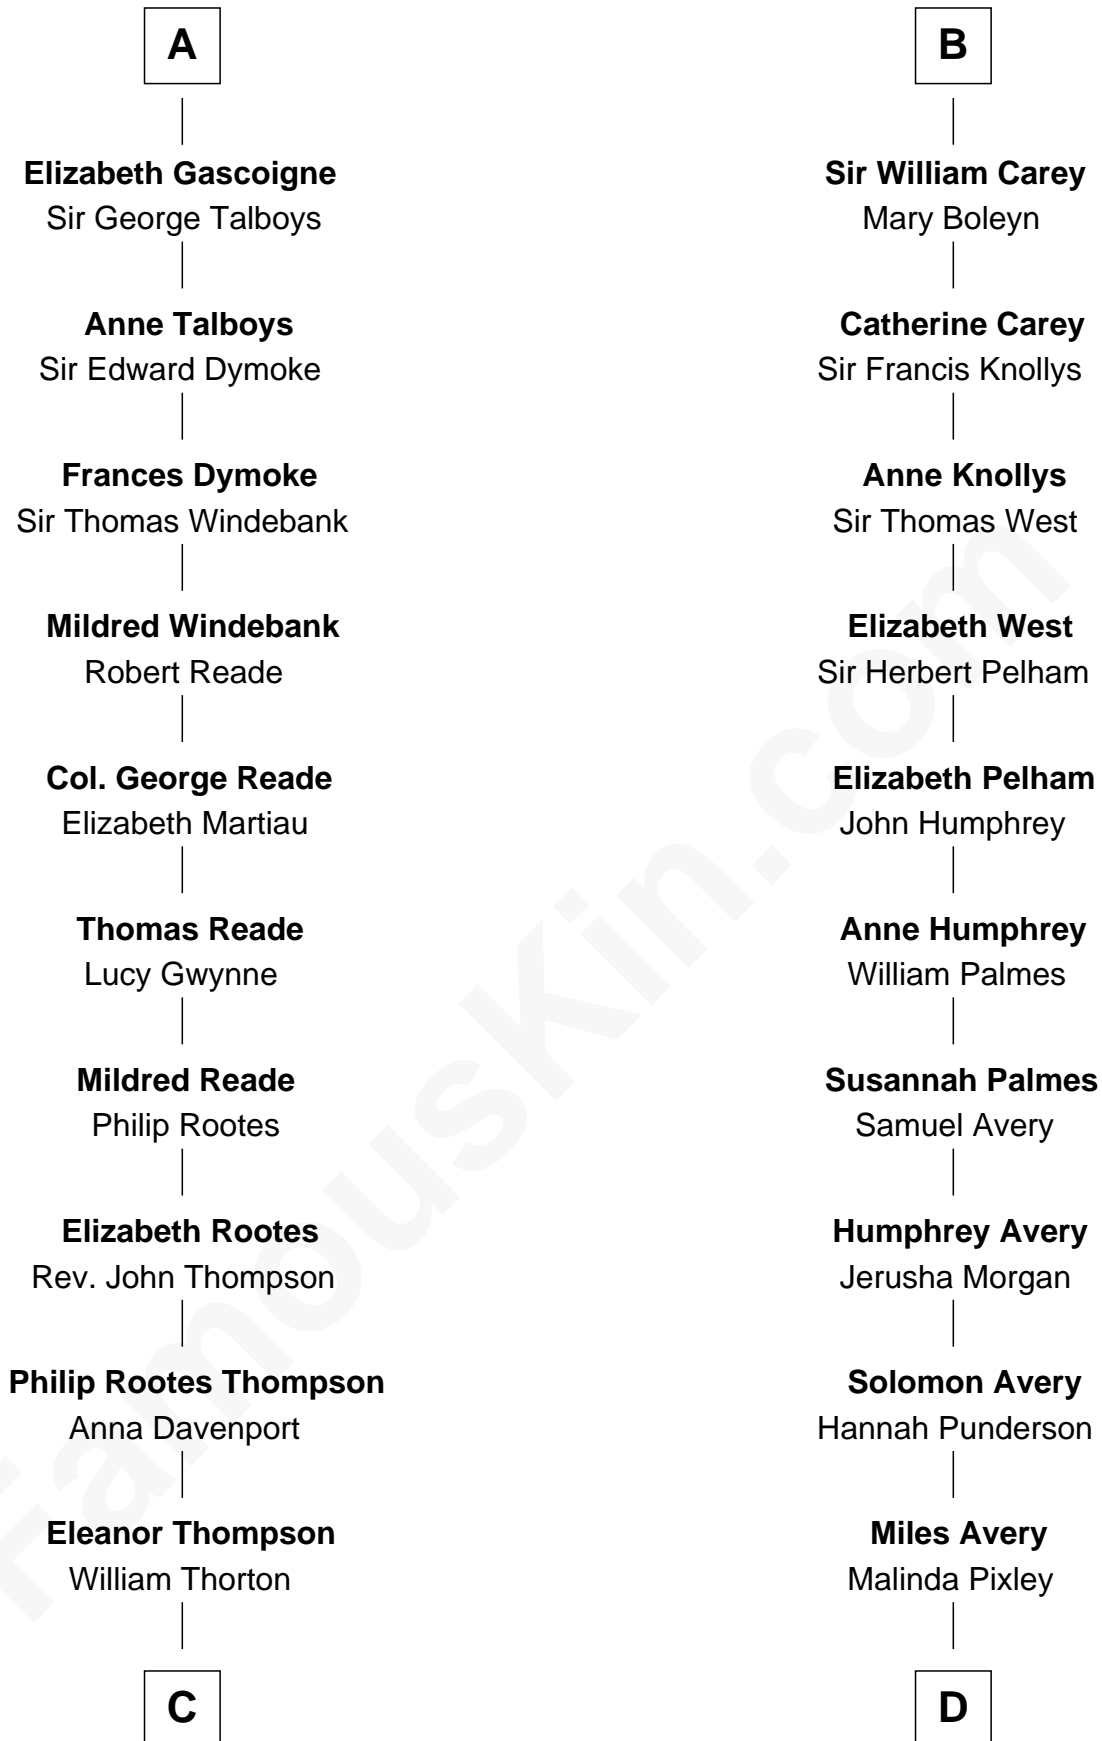 A
Elizabeth Gascoigne
Sir George Talboys
Anne Talboys
Sir Edward Dymoke
Frances Dymoke
Sir Thomas Windebank
Mildred Windebank
Robert Reade
Col. George Reade
Elizabeth Martiau
Thomas Reade
Lucy Gwynne
Mildred Reade
Philip Rootes
Elizabeth Rootes
Rev. John Thompson
Philip Rootes Thompson
Anna Davenport
Eleanor Thompson
William Thorton
C
B
Sir William Carey
Mary Boleyn
Catherine Carey
Sir Francis Knollys
Anne Knollys
Sir Thomas West
Elizabeth West
Sir Herbert Pelham
Elizabeth Pelham
John Humphrey
Anne Humphrey
William Palmes
Susannah Palmes
Samuel Avery
Humphrey Avery
Jerusha Morgan
Solomon Avery
Hannah Punderson
Miles Avery
Malinda Pixley
D
FamousKin.com